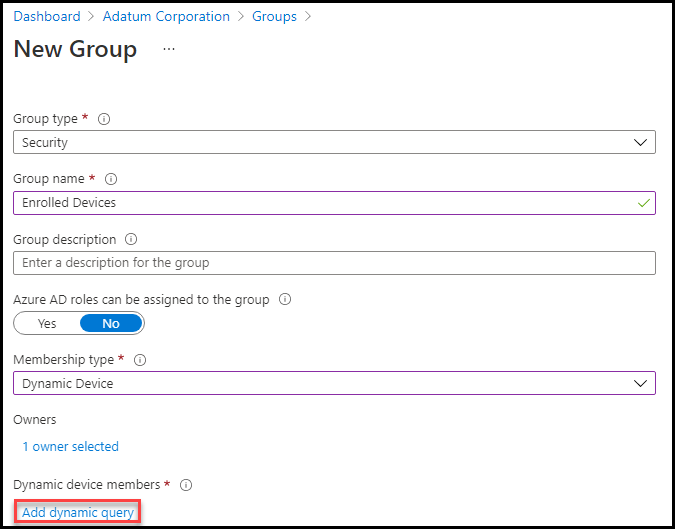 Dashboard > Adatum Corporation > Groups >
New Group ...
Group type *
Security
Group name *
Enrolled Devices
Group description
Enter a description for the group
Azure AD roles can be assigned to the group
Yes No
Membership type *
Dynamic Device
Owners
1 owner selected
Dynamic device members *
Add dynamic query